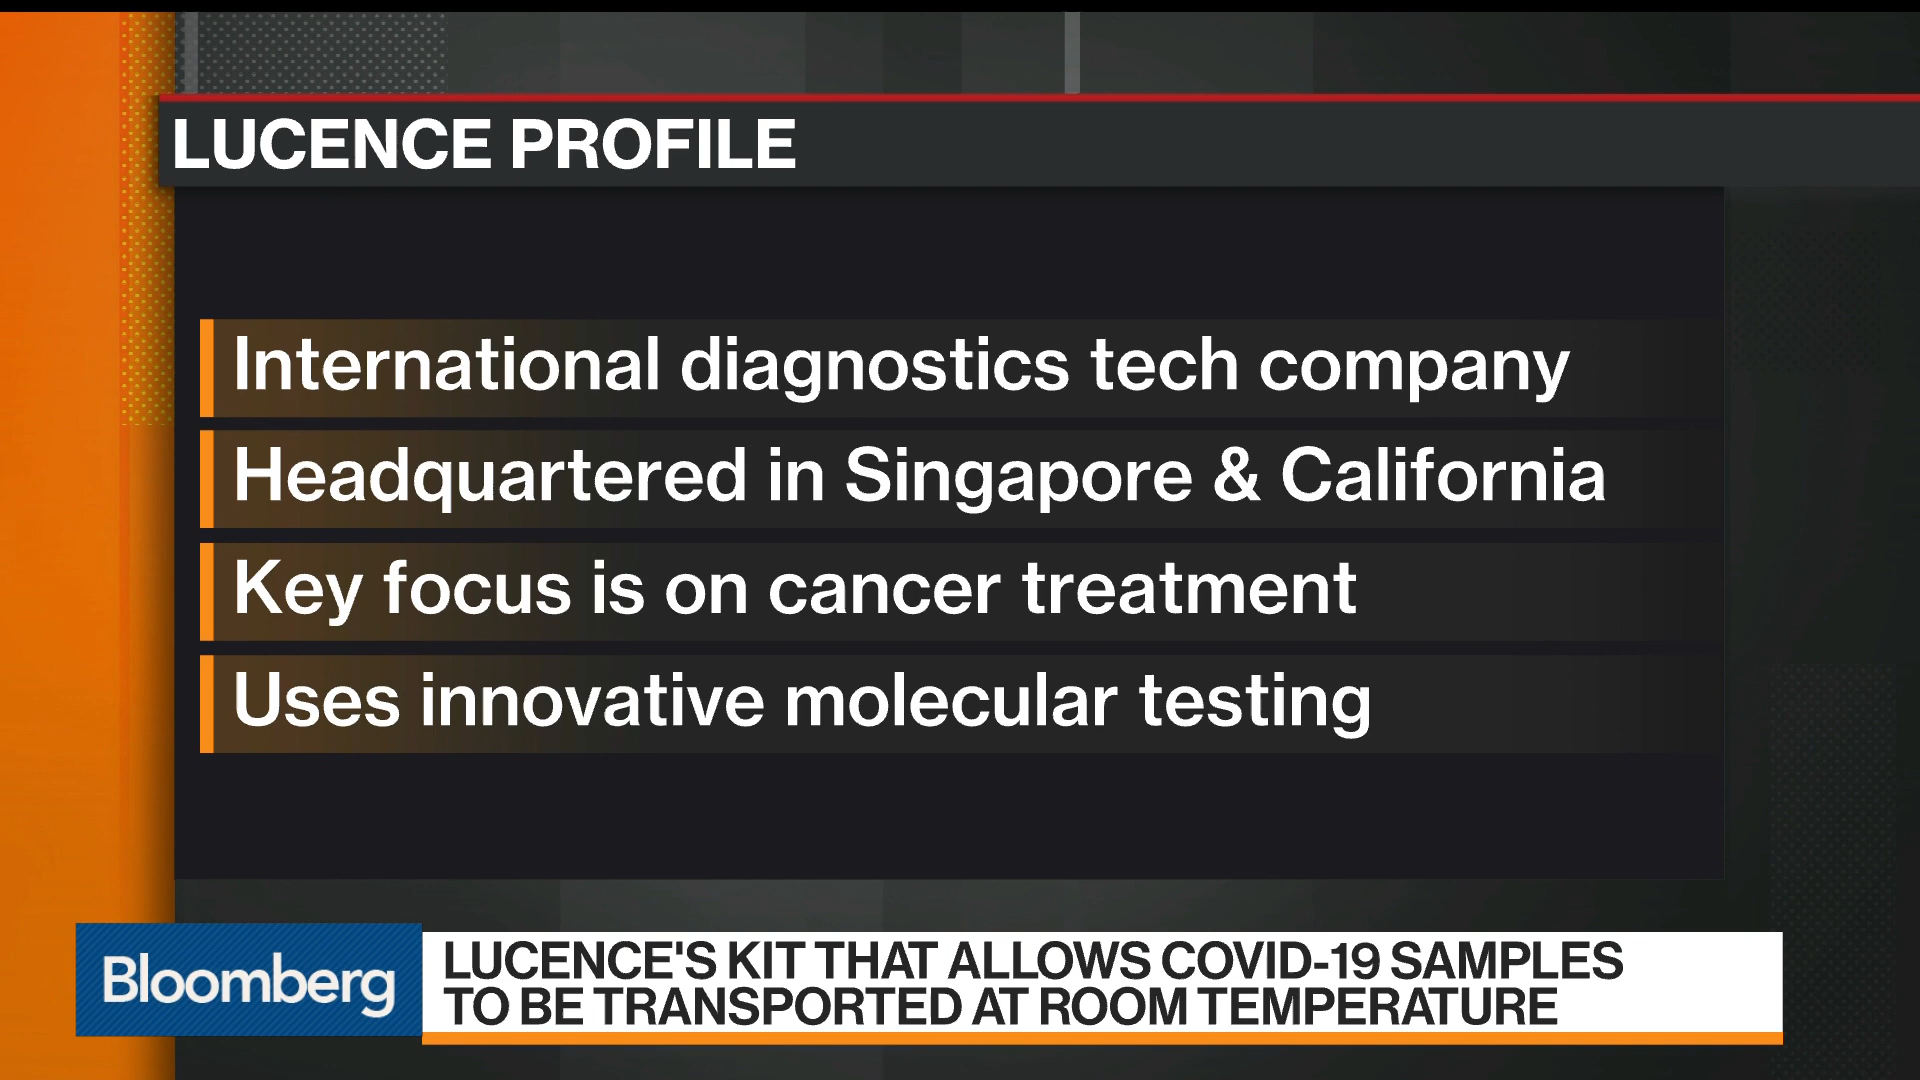 LUCENCE PROFILE
International diagnostics tech company
Headquartered in Singapore & California
Key focus is on cancer treatment
Uses innovative molecular testing
Bloomberg
LUCENCE'S KIT THAT ALLOWS COVID-19 SAMPLES
TO BE TRANSPORTED AT ROOM TEMPERATURE